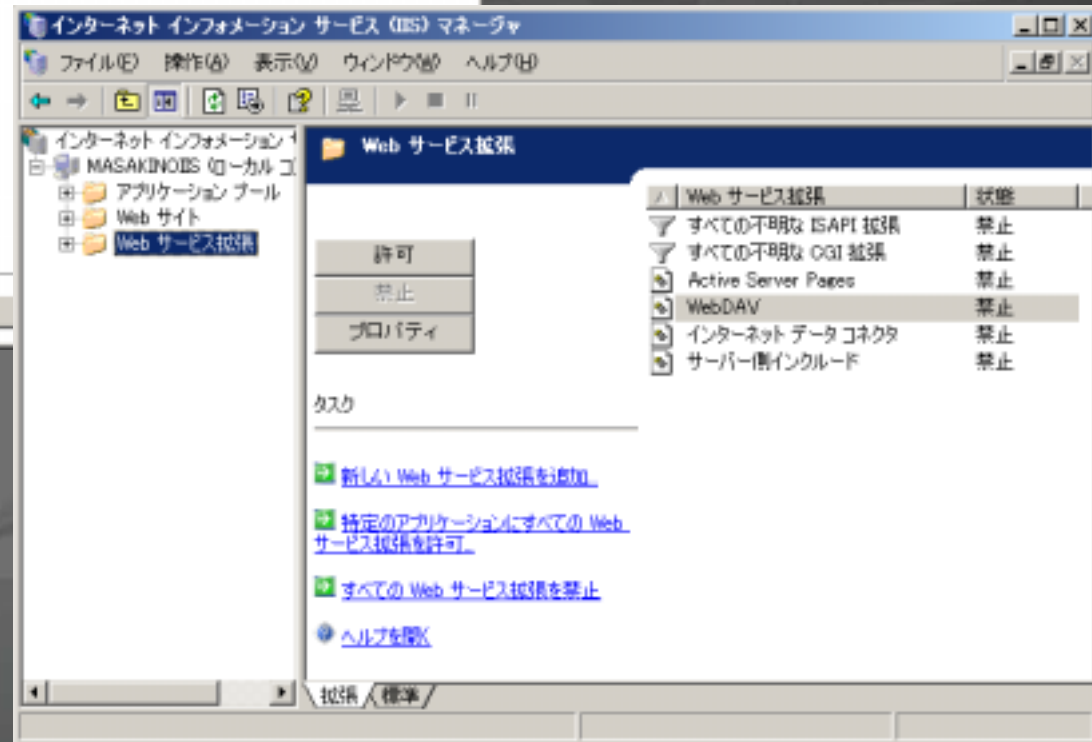 インターネット インフォメーション サービス (IIS) マネージャ
ファイル(F) 操作(A) 表示(V) ウィンドウ(W) ヘルプ(H)
インターネット インフォメーション
MASAKINOIIS (ローカル コ
アプリケーション プール
Web サイト
Web サービス拡張
Web サービス拡張
許可
禁止
プロパティ
タスク
新しい Web サービス拡張を追加...
特定のアプリケーションにすべての Web
サービス拡張を許可...
すべての Web サービス拡張を禁止
ヘルプを開く
Web サービス拡張 状態
すべての不明な ISAPI 拡張 禁止
すべての不明な CGI 拡張 禁止
Active Server Pages 禁止
WebDAV 禁止
インターネット データ コネクタ 禁止
サーバー側インクルード 禁止
拡張 標準